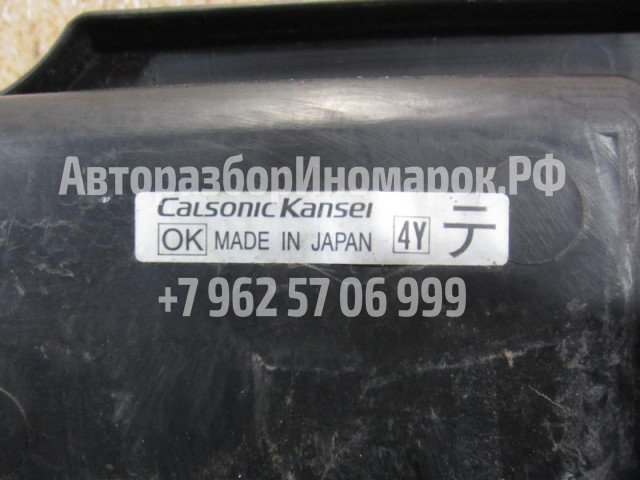 АвторазборИномарок.РФ
Calsonic Kansei
OK MADE IN JAPAN 4Y テ
+7 962 57 06 999